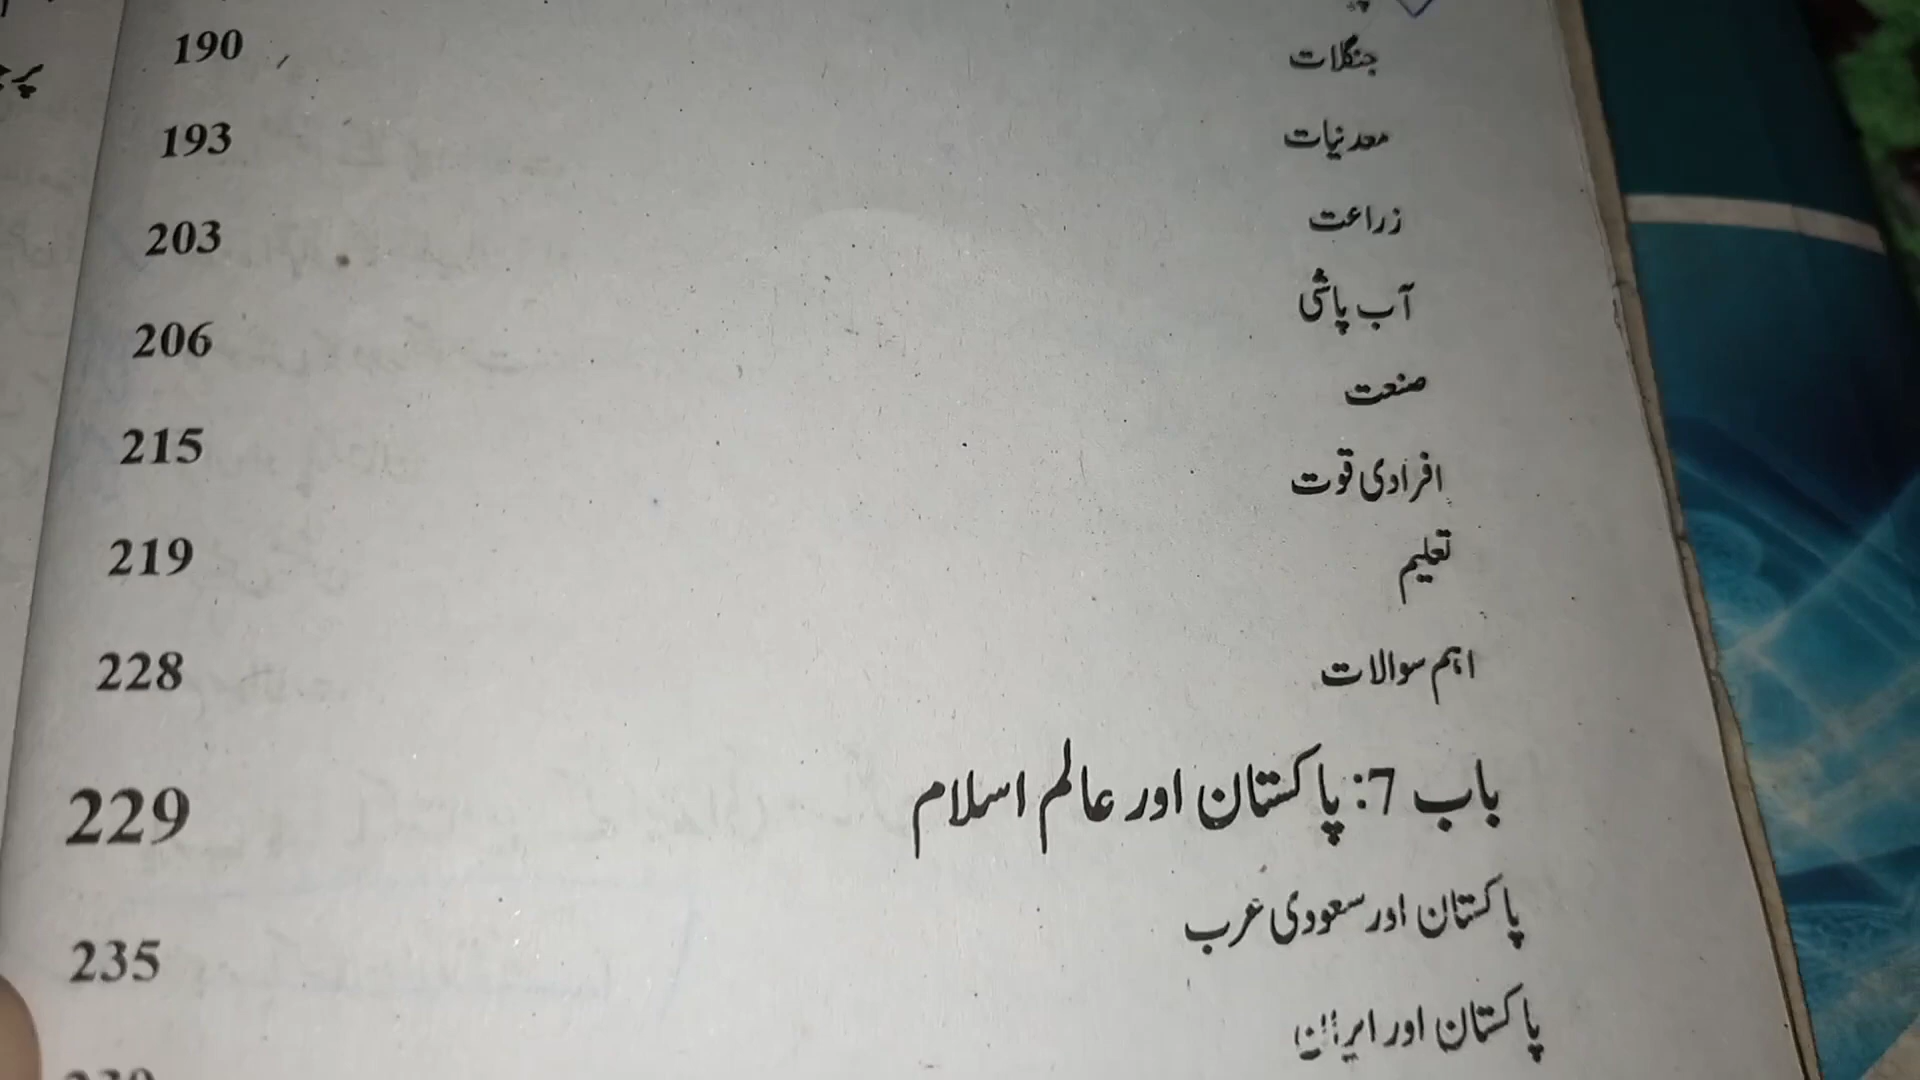 جنگلات 190
معدنیات 193
زراعت 203
آب پاشی 206
صنعت 215
افرادی قوت 219
تعلیم 228
اہم سوالات
باب 7: پاکستان اور عالم اسلام 229
پاکستان اور سعودی عرب 235
پاکستان اور ایران